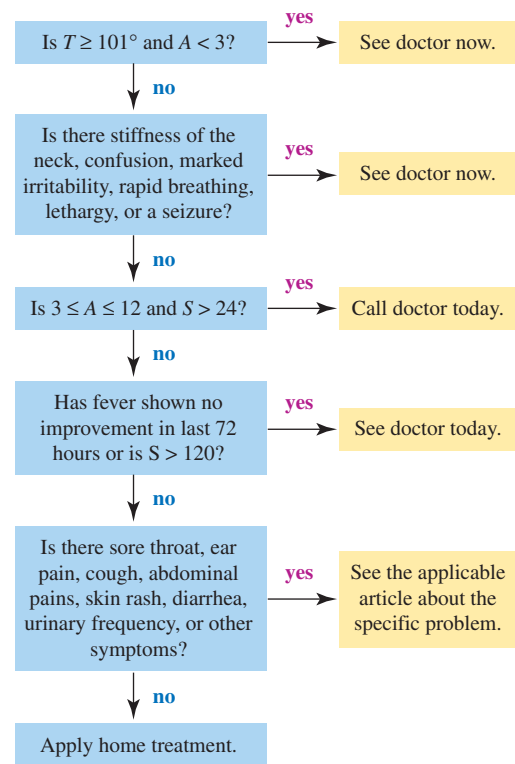 Is T ≥ 101° and A < 3?
yes
See doctor now.
no
Is there stiffness of the
neck, confusion, marked
irritability, rapid breathing,
lethargy, or a seizure?
yes
See doctor now.
no
Is 3 ≤ A ≤ 12 and S > 24?
yes
Call doctor today.
no
Has fever shown no
improvement in last 72
hours or is S > 120?
yes
See doctor today.
no
Is there sore throat, ear
pain, cough, abdominal
pains, skin rash, diarrhea,
urinary frequency, or other
symptoms?
yes
See the applicable
article about the
specific problem.
no
Apply home treatment.